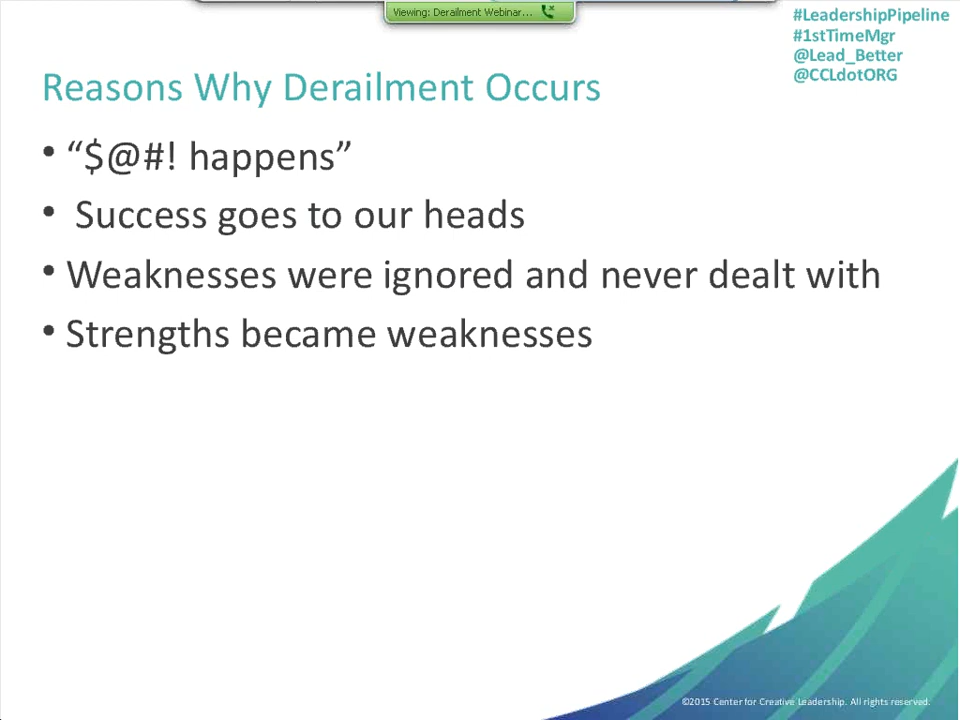 Viewing: Derailment Webinar...
#LeadershipPipeline
#1stTimeMgr
@Lead_Better
@CCLdotORG
Reasons Why Derailment Occurs
• “$@#! happens”
• Success goes to our heads
• Weaknesses were ignored and never dealt with
• Strengths became weaknesses
©2015 Center for Creative Leadership. All rights reserved.